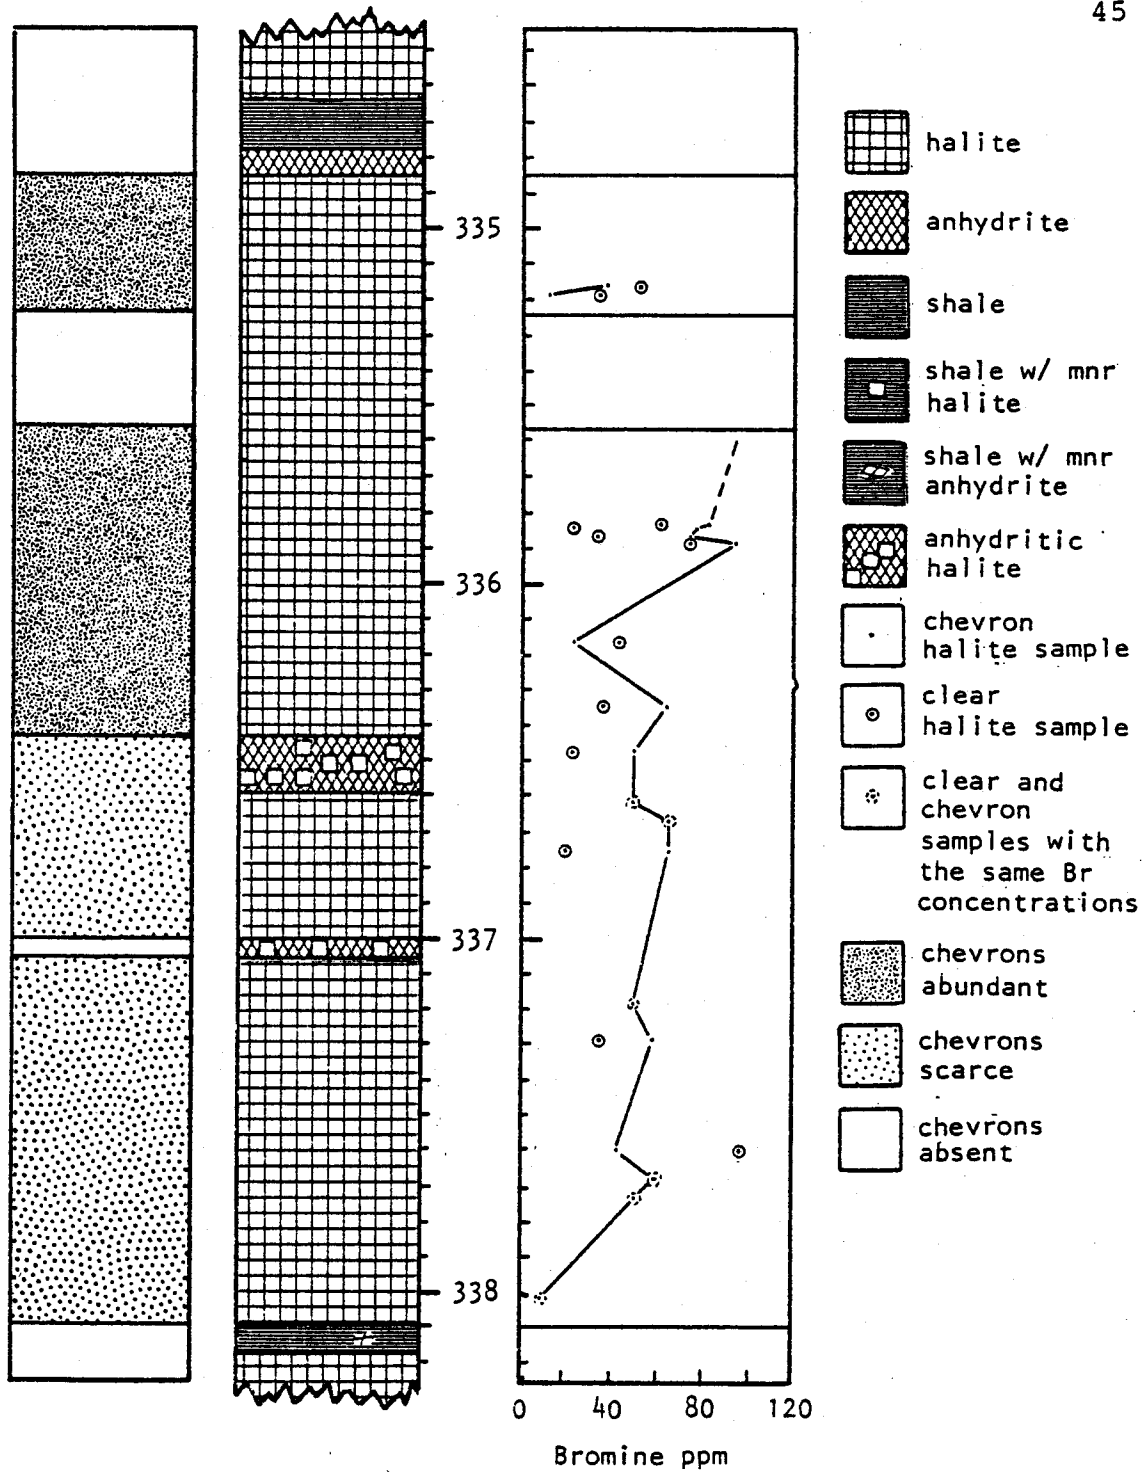 45
335
336
337
338
0 40 80 120
Bromine ppm
halite
anhydrite
shale
shale w/ mnr
halite
shale w/ mnr
anhydrite
anhydritic
halite
chevron
halite sample
clear
halite sample
clear and
chevron
samples with
the same Br
concentrations
chevrons
abundant
chevrons
scarce
chevrons
absent